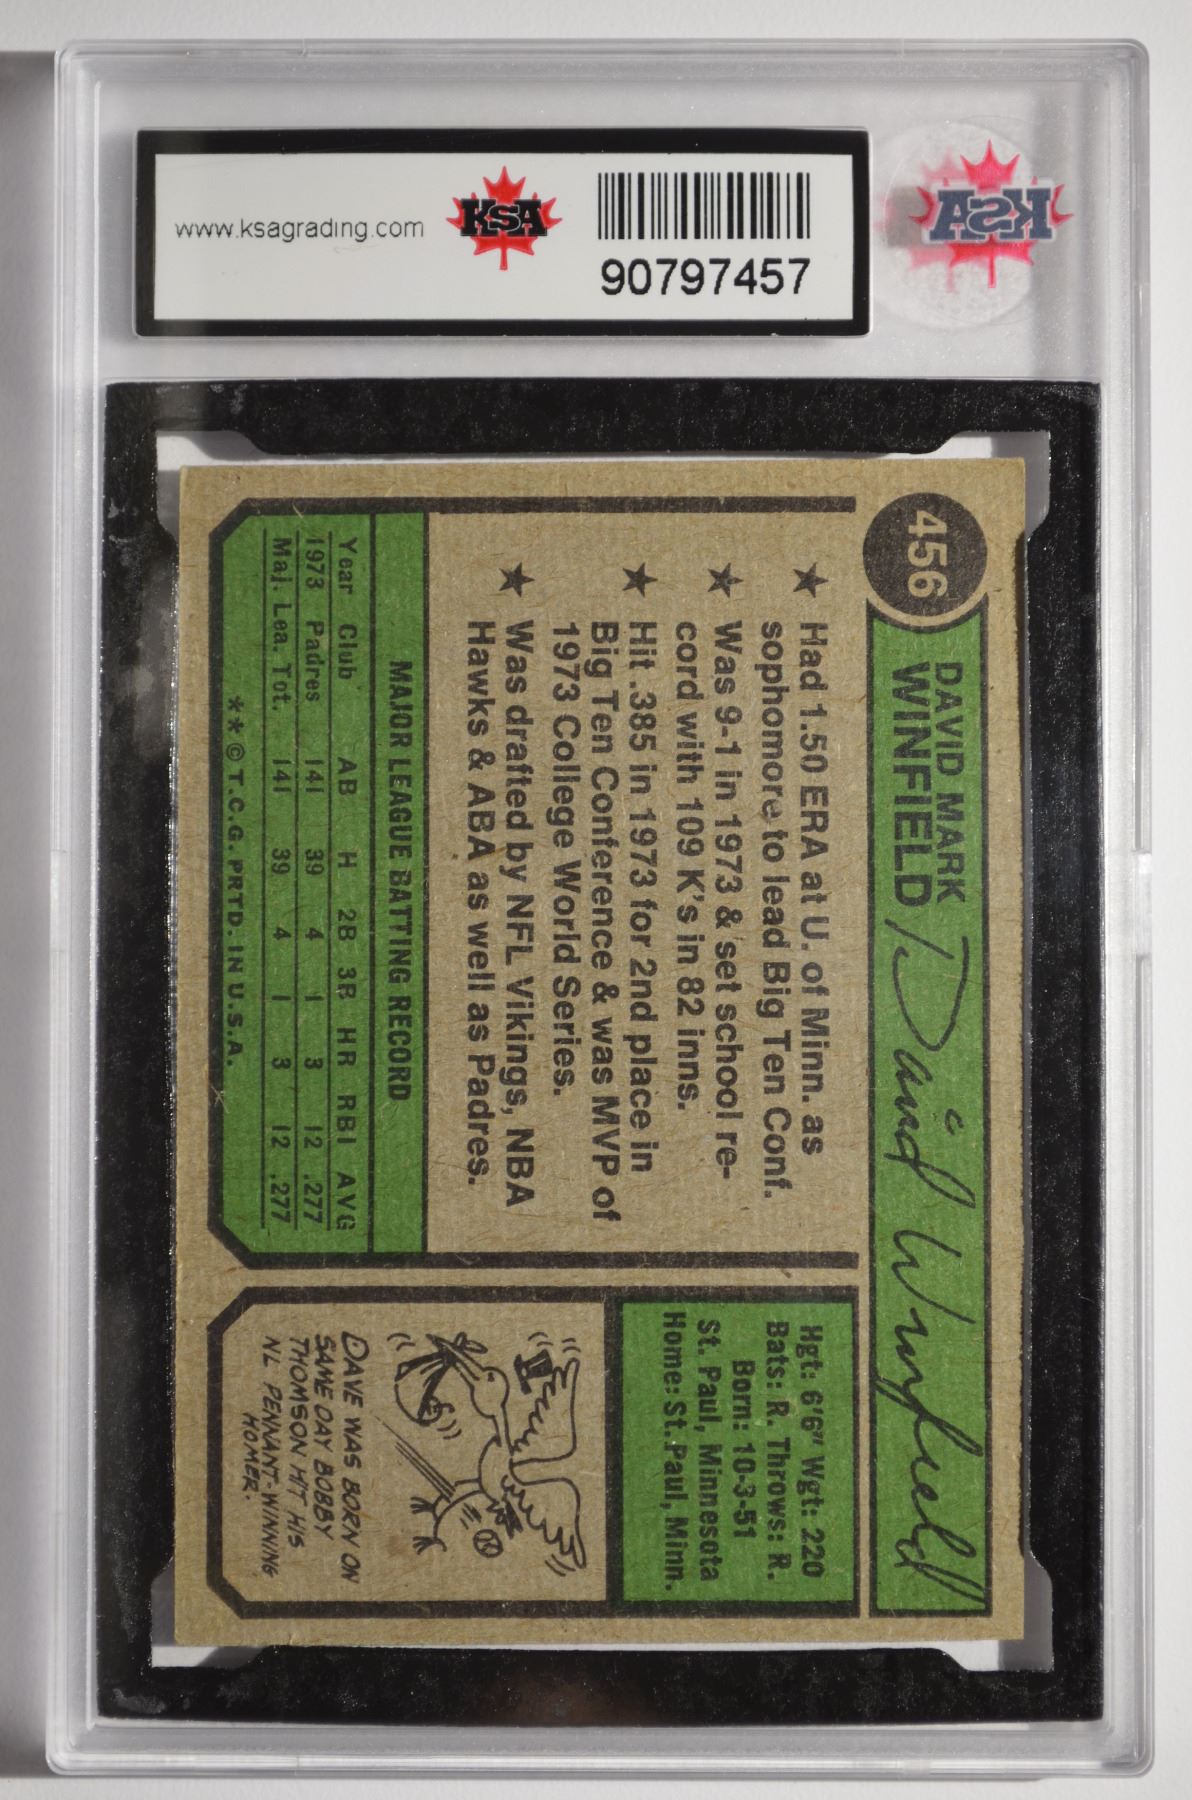 www.ksagrading.com
KSA
90797457
KSA
456
DAVID MARK
WINFIELD
David Winfield
★ Had 1.50 ERA at U. of Minn. as
sophomore to lead Big Ten Conf.
★ Was 9-1 in 1973 & set school re-
cord with 109 K's in 82 inns.
★ Hit .385 in 1973 for 2nd place in
Big Ten Conference & was MVP of
1973 College World Series.
★ Was drafted by NFL Vikings, NBA
Hawks & ABA as well as Padres.
MAJOR LEAGUE BATTING RECORD
Year Club AB H 2B 3B HR RBI AVG
1973 Padres 141 39 4 1 3 12 .277
Maj. Lea. Tot. 141 39 4 1 3 12 .277
**©T.C.G. PRTD. IN U.S.A.
Hgt: 6'6" Wgt: 220
Bats: R. Throws: R.
Born: 10-3-51
St. Paul, Minnesota
Home: St. Paul, Minn.
DAVE WAS BORN ON
SAME DAY BOBBY
THOMSON HIT HIS
NL PENNANT-WINNING
HOMER.